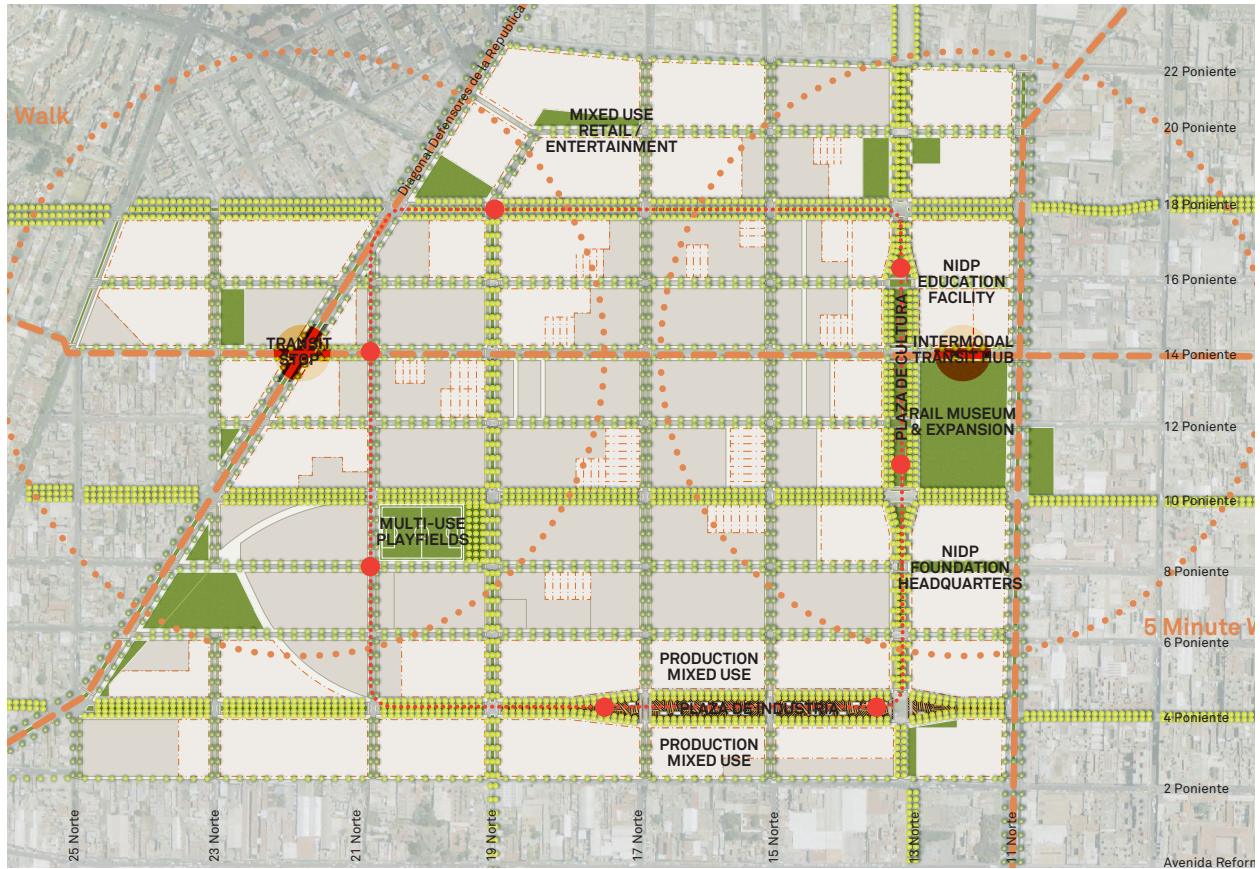 Diagonal Defensores de la Republica
22 Poniente
Walk
MIXED USE
RETAIL /
ENTERTAINMENT
20 Poniente
18 Poniente
NIDP
EDUCATION
FACILITY
16 Poniente
PLAZA DE CULTURA
TRANSIT
STOP
INTERMODAL
TRANSIT HUB
14 Poniente
RAIL MUSEUM
& EXPANSION
12 Poniente
10 Poniente
MULTI-USE
PLAYFIELDS
NIDP
FOUNDATION
HEADQUARTERS
8 Poniente
5 Minute W
6 Poniente
PRODUCTION
MIXED USE
PLAZA DE INDUSTRIA
4 Poniente
PRODUCTION
MIXED USE
2 Poniente
25 Norte
23 Norte
21 Norte
19 Norte
17 Norte
15 Norte
13 Norte
11 Norte
Avenida Refor